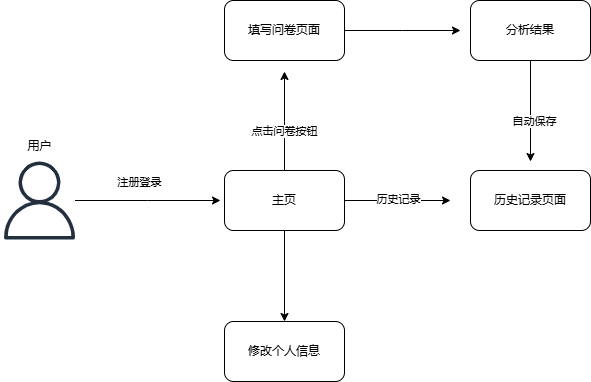 填写问卷页面
分析结果
点击问卷按钮
自动保存
用户
注册登录
主页
历史记录
历史记录页面
修改个人信息